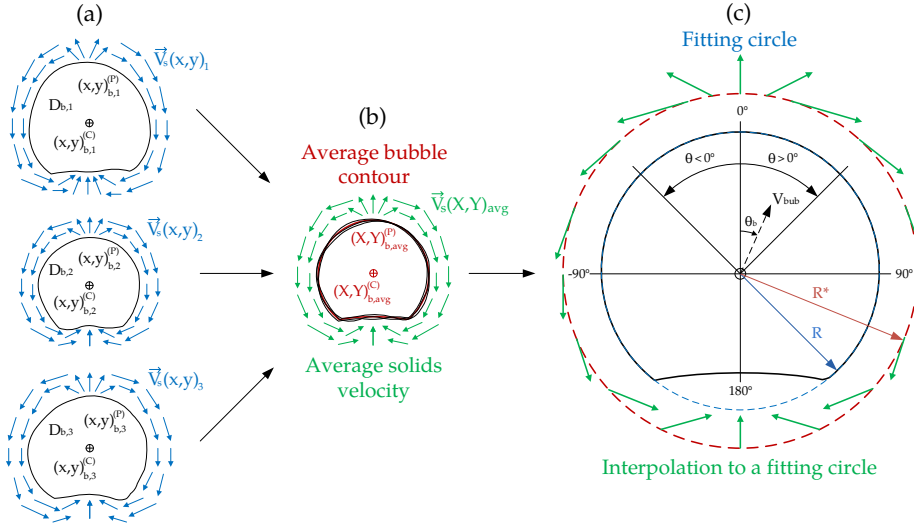 (a)
V⃗s(x,y)1
(x,y)(P)b,1
Db,1
(x,y)(C)b,1
V⃗s(x,y)2
(x,y)(P)b,2
Db,2
(x,y)(C)b,2
V⃗s(x,y)3
(x,y)(P)b,3
Db,3
(x,y)(C)b,3
(b)
Average bubble
contour
V⃗s(X,Y)avg
(X,Y)(P)b,avg
(X,Y)(C)b,avg
Average solids
velocity
(c)
Fitting circle
0°
θ < 0°
θ > 0°
Vbub
θb
-90°
90°
R*
R
180°
Interpolation to a fitting circle